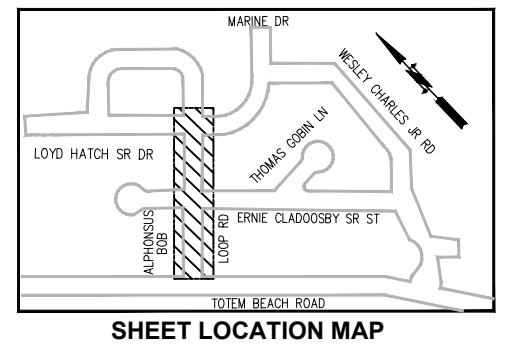 MARINE DR
WESLEY CHARLES JR RD
THOMAS GOBIN LN
LOYD HATCH SR DR
ERNIE CLADOOSBY SR ST
ALPHONSUS
BOB
LOOP RD
TOTEM BEACH ROAD
SHEET LOCATION MAP